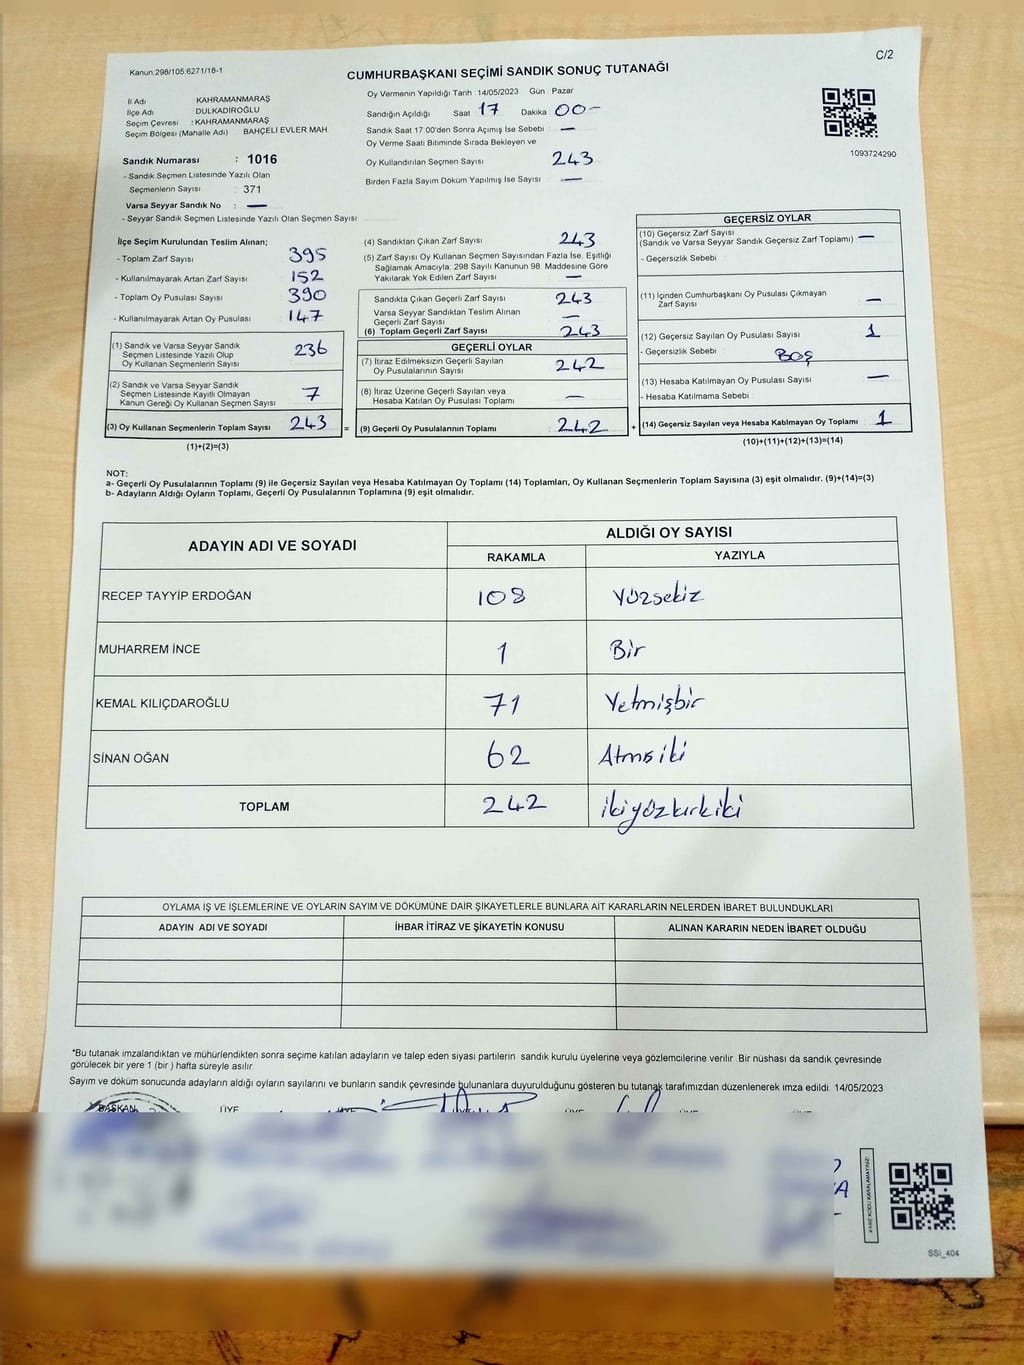 Kanun:298/105,6271/18-1
C/2
CUMHURBAŞKANI SEÇİMİ SANDIK SONUÇ TUTANAĞI
İl Adı KAHRAMANMARAŞ
İlçe Adı DULKADİROĞLU
Seçim Çevresi : KAHRAMANMARAŞ
Seçim Bölgesi (Mahalle Adı) BAHÇELİ EVLER MAH
Oy Vermenin Yapıldığı Tarih : 14/05/2023 Gün : Pazar
Sandığın Açıldığı Saat 17 Dakika 00-
Sandık Saat 17:00'den Sonra Açımış İse Sebebi : —
Oy Verme Saati Bitiminde Sırada Bekleyen ve
Oy Kullandırılan Seçmen Sayısı 243
Birden Fazla Sayım Döküm Yapılmış İse Sayısı : —
1093724290
Sandık Numarası : 1016
- Sandık Seçmen Listesinde Yazılı Olan
Seçmenlerin Sayısı : 371
Varsa Seyyar Sandık No : —
- Seyyar Sandık Seçmen Listesinde Yazılı Olan Seçmen Sayısı
İlçe Seçim Kurulundan Teslim Alınan;
- Toplam Zarf Sayısı : 395
- Kullanılmayarak Artan Zarf Sayısı : 152
- Toplam Oy Pusulası Sayısı : 390
- Kullanılmayarak Artan Oy Pusulası : 147
(1) Sandık ve Varsa Seyyar Sandık
Seçmen Listesinde Yazılı Olup
Oy Kullanan Seçmenlerin Sayısı 236
(2) Sandık ve Varsa Seyyar Sandık
Seçmen Listesinde Kayıtlı Olmayan
Kanun Gereği Oy Kullanan Seçmen Sayısı 7
(3) Oy Kullanan Seçmenlerin Toplam Sayısı 243 =
(1)+(2)=(3)
(4) Sandıktan Çıkan Zarf Sayısı 243
(5) Zarf Sayısı Oy Kullanan Seçmen Sayısından Fazla İse, Eşitliği
Sağlamak Amacıyla, 298 Sayılı Kanunun 98. Maddesine Göre
Yakılarak Yok Edilen Zarf Sayısı : —
Sandıkta Çıkan Geçerli Zarf Sayısı 243
Varsa Seyyar Sandıktan Teslim Alınan
Geçerli Zarf Sayısı —
(6) Toplam Geçerli Zarf Sayısı 243
GEÇERLİ OYLAR
(7) İtiraz Edilmeksizin Geçerli Sayılan
Oy Pusulalarının Sayısı : 242
(8) İtiraz Üzerine Geçerli Sayılan veya
Hesaba Katılan Oy Pusulası Toplamı : —
(9) Geçerli Oy Pusulalarının Toplamı : 242 +
GEÇERSİZ OYLAR
(10) Geçersiz Zarf Sayısı
(Sandık ve Varsa Seyyar Sandık Geçersiz Zarf Toplamı) —
- Geçersizlik Sebebi :
(11) İçinden Cumhurbaşkanı Oy Pusulası Çıkmayan
Zarf Sayısı : —
(12) Geçersiz Sayılan Oy Pusulası Sayısı : 1
- Geçersizlik Sebebi : BOŞ
(13) Hesaba Katılmayan Oy Pusulası Sayısı : —
- Hesaba Katılmama Sebebi :
(14) Geçersiz Sayılan veya Hesaba Katılmayan Oy Toplamı : 1
(10)+(11)+(12)+(13)=(14)
NOT:
a- Geçerli Oy Pusulalarının Toplamı (9) ile Geçersiz Sayılan veya Hesaba Katılmayan Oy Toplamı (14) Toplamları, Oy Kullanan Seçmenlerin Toplam Sayısına (3) eşit olmalıdır. (9)+(14)=(3)
b- Adayların Aldığı Oyların Toplamı, Geçerli Oy Pusulalarının Toplamına (9) eşit olmalıdır.
ADAYIN ADI VE SOYADI ALDIĞI OY SAYISI
RAKAMLA YAZIYLA
RECEP TAYYİP ERDOĞAN 108 Yüzsekiz
MUHARREM İNCE 1 Bir
KEMAL KILIÇDAROĞLU 71 Yetmişbir
SİNAN OĞAN 62 Atmış iki
TOPLAM 242 ikiyüzkırkiki
OYLAMA İŞ VE İŞLEMLERİNE VE OYLARIN SAYIM VE DÖKÜMÜNE DAİR ŞİKAYETLERLE BUNLARA AİT KARARLARIN NELERDEN İBARET BULUNDUKLARI
ADAYIN ADI VE SOYADI İHBAR İTİRAZ VE ŞİKAYETİN KONUSU ALINAN KARARIN NEDEN İBARET OLDUĞU
*Bu tutanak imzalandıktan ve mühürlendikten sonra seçime katılan adayların ve talep eden siyasi partilerin sandık kurulu üyelerine veya gözlemcilerine verilir. Bir nüshası da sandık çevresinde
görülecek bir yere 1 (bir ) hafta süreyle asılır.
Sayım ve döküm sonucunda adayların aldığı oyların sayılarını ve bunların sandık çevresinde bulunanlara duyurulduğunu gösteren bu tutanak tarafımızdan düzenlenerek imza edildi. 14/05/2023
BAŞKAN ÜYE ÜYE ÜYE ÜYE ÜYE ÜYE
KARE KODU KARALAMAYINIZ
SSİ_404